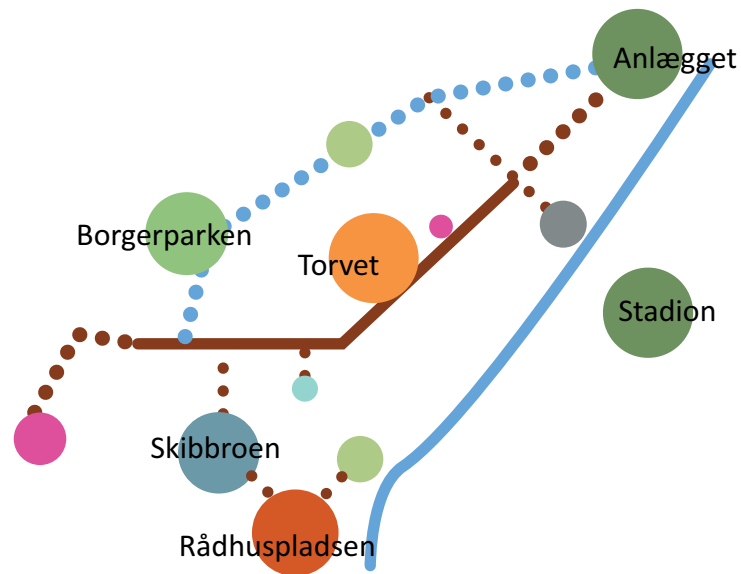 Anlægget
Borgerparken
Torvet
Stadion
Skibbroen
Rådhuspladsen